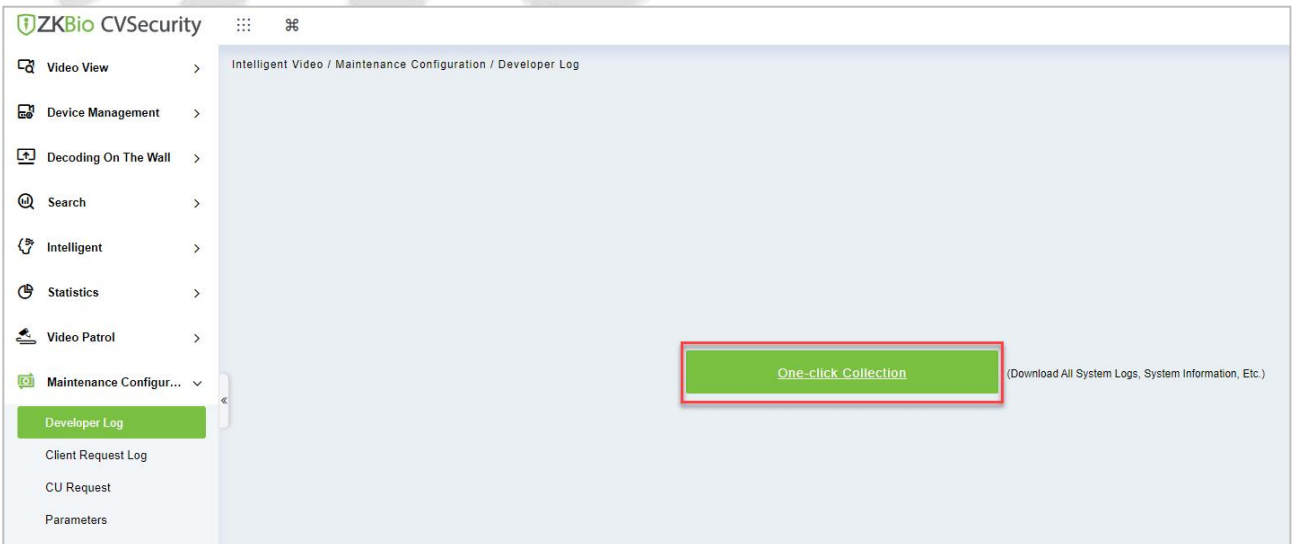 ZKBio CVSecurity
Intelligent Video / Maintenance Configuration / Developer Log
Video View
Device Management
Decoding On The Wall
Search
Intelligent
Statistics
Video Patrol
Maintenance Configur...
Developer Log
Client Request Log
CU Request
Parameters
One-click Collection
(Download All System Logs, System Information, Etc.)